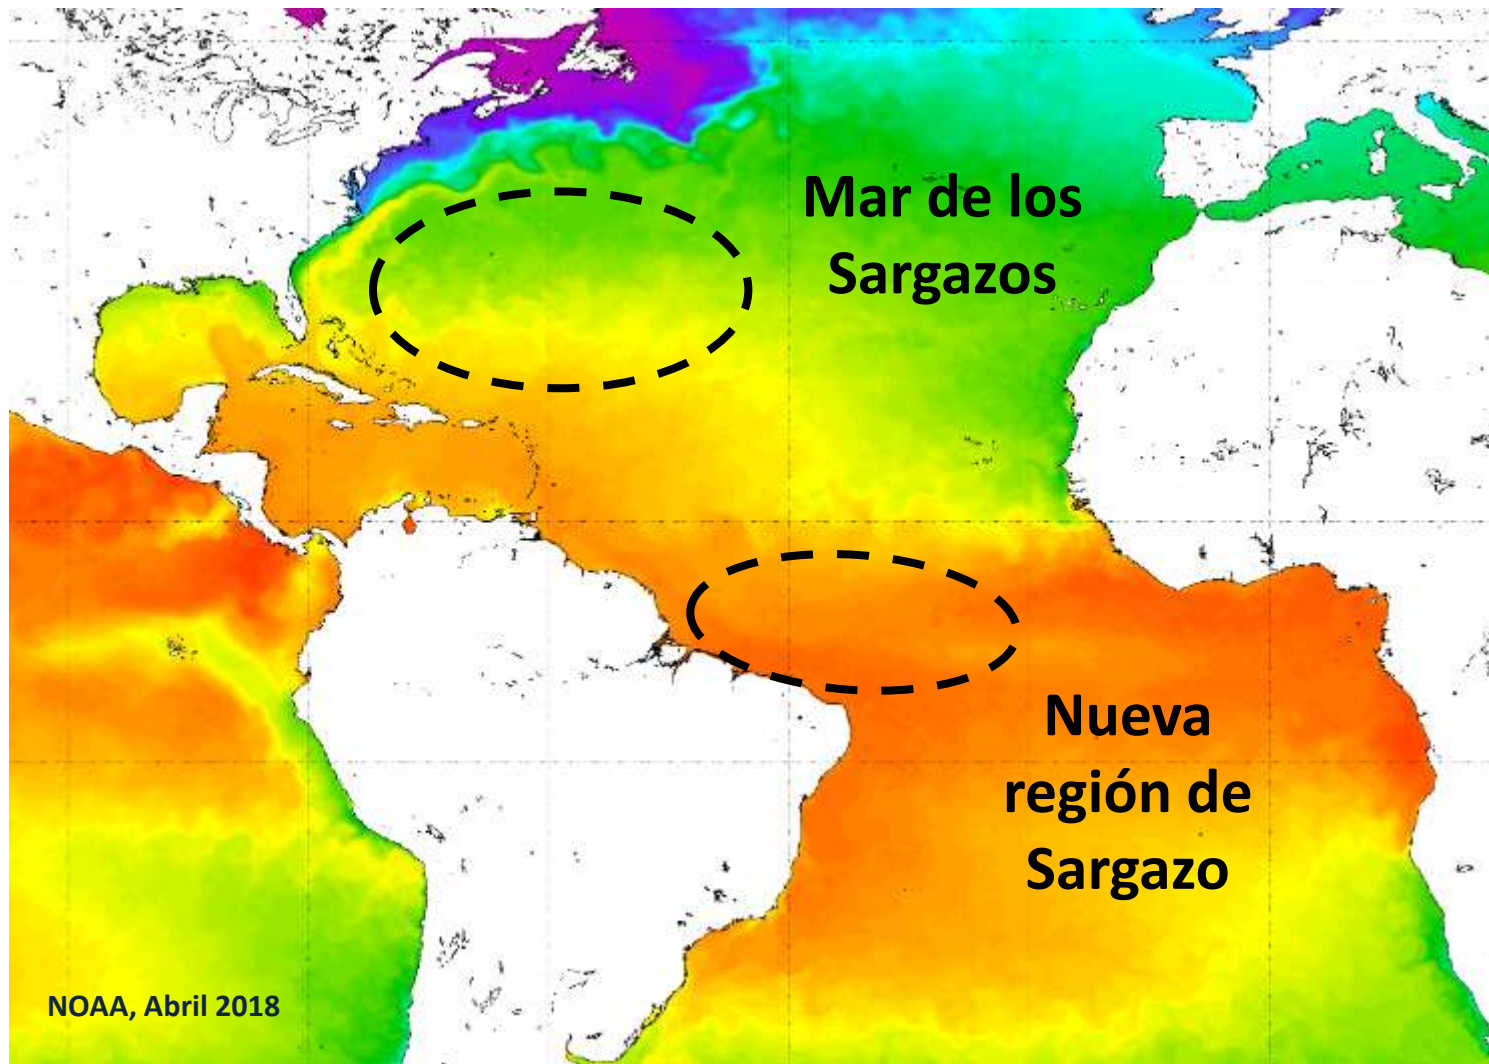 Mar de los
Sargazos
Nueva
región de
Sargazo
NOAA, Abril 2018